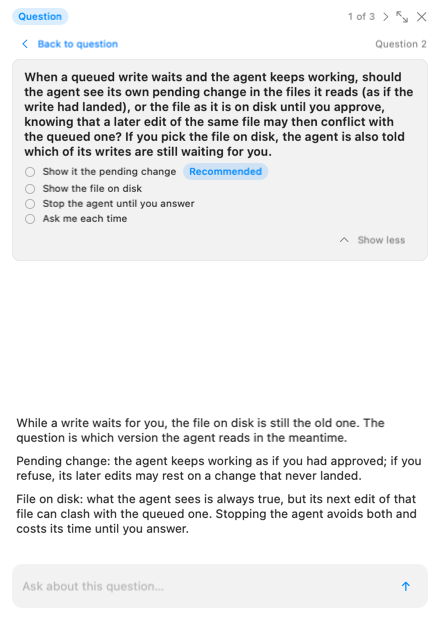 Question
1 of 3
Back to question
Question 2
When a queued write waits and the agent keeps working, should
the agent see its own pending change in the files it reads (as if the
write had landed), or the file as it is on disk until you approve,
knowing that a later edit of the same file may then conflict with
the queued one? If you pick the file on disk, the agent is also told
which of its writes are still waiting for you.
Show it the pending change Recommended
Show the file on disk
Stop the agent until you answer
Ask me each time
Show less
While a write waits for you, the file on disk is still the old one. The
question is which version the agent reads in the meantime.
Pending change: the agent keeps working as if you had approved; if you
refuse, its later edits may rest on a change that never landed.
File on disk: what the agent sees is always true, but its next edit of that
file can clash with the queued one. Stopping the agent avoids both and
costs its time until you answer.
Ask about this question...